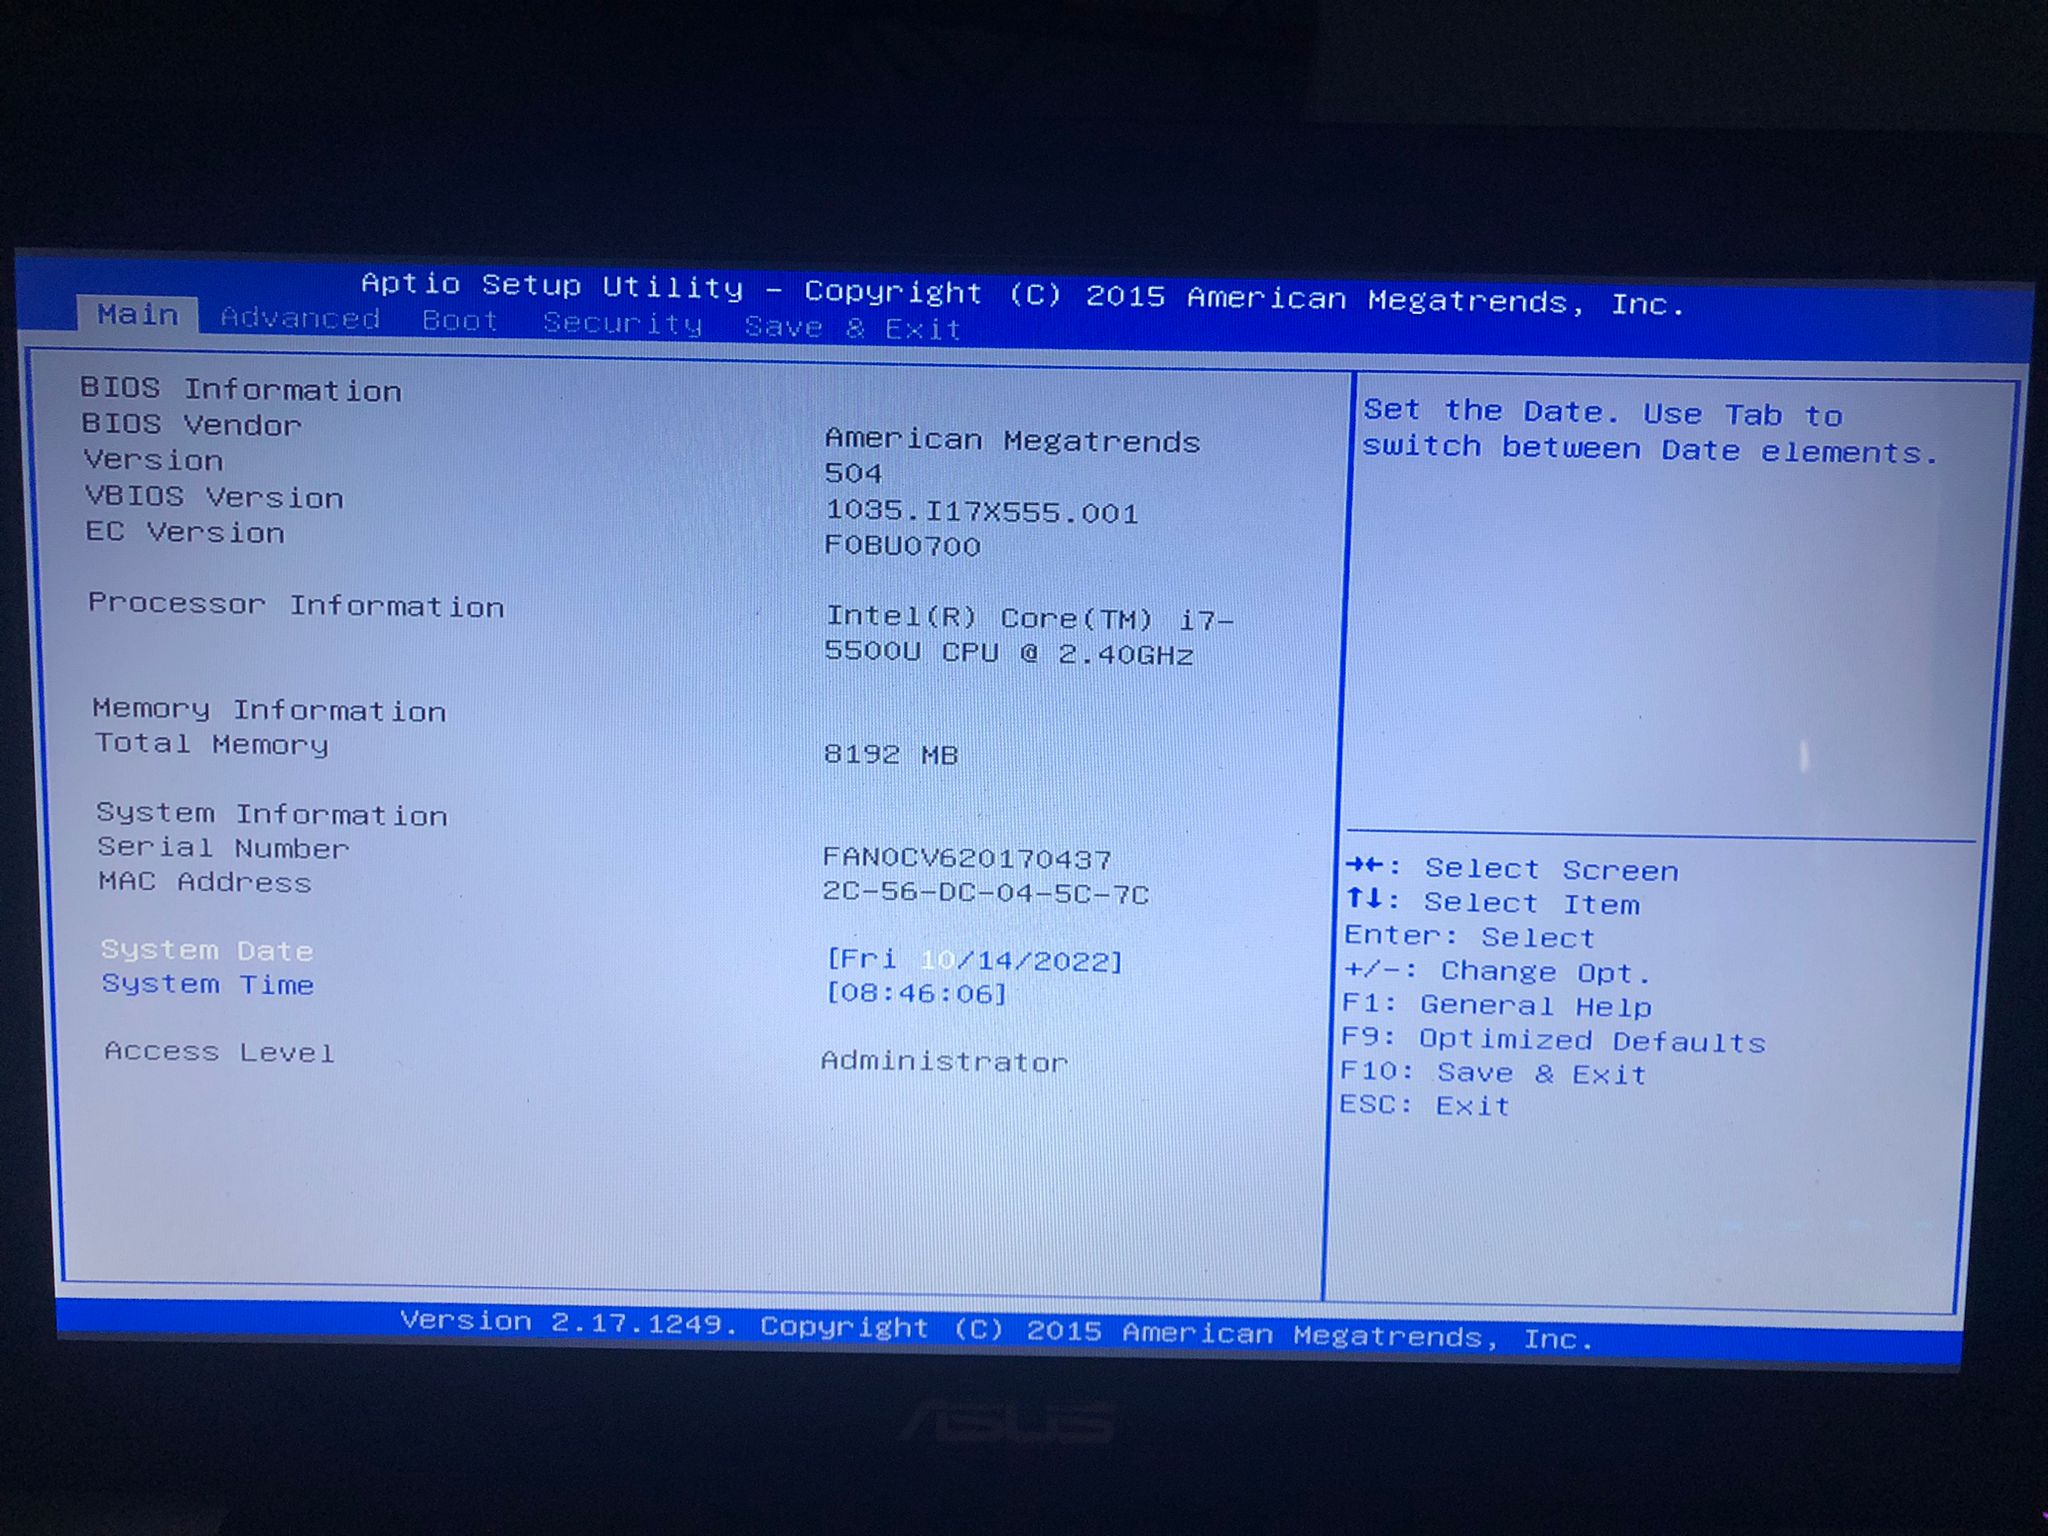 Aptio Setup Utility - Copyright (C) 2015 American Megatrends, Inc.
Main Advanced Boot Security Save & Exit
BIOS Information
BIOS Vendor American Megatrends
Version 504
VBIOS Version 1035.I17X555.001
EC Version F0BU0700
Processor Information Intel(R) Core(TM) i7-
5500U CPU @ 2.40GHz
Memory Information
Total Memory 8192 MB
System Information
Serial Number FAN0CV620170437
MAC Address 2C-56-DC-04-5C-7C
System Date [Fri 10/14/2022]
System Time [08:46:06]
Access Level Administrator
Set the Date. Use Tab to
switch between Date elements.
→←: Select Screen
↑↓: Select Item
Enter: Select
+/-: Change Opt.
F1: General Help
F9: Optimized Defaults
F10: Save & Exit
ESC: Exit
Version 2.17.1249. Copyright (C) 2015 American Megatrends, Inc.
ASUS